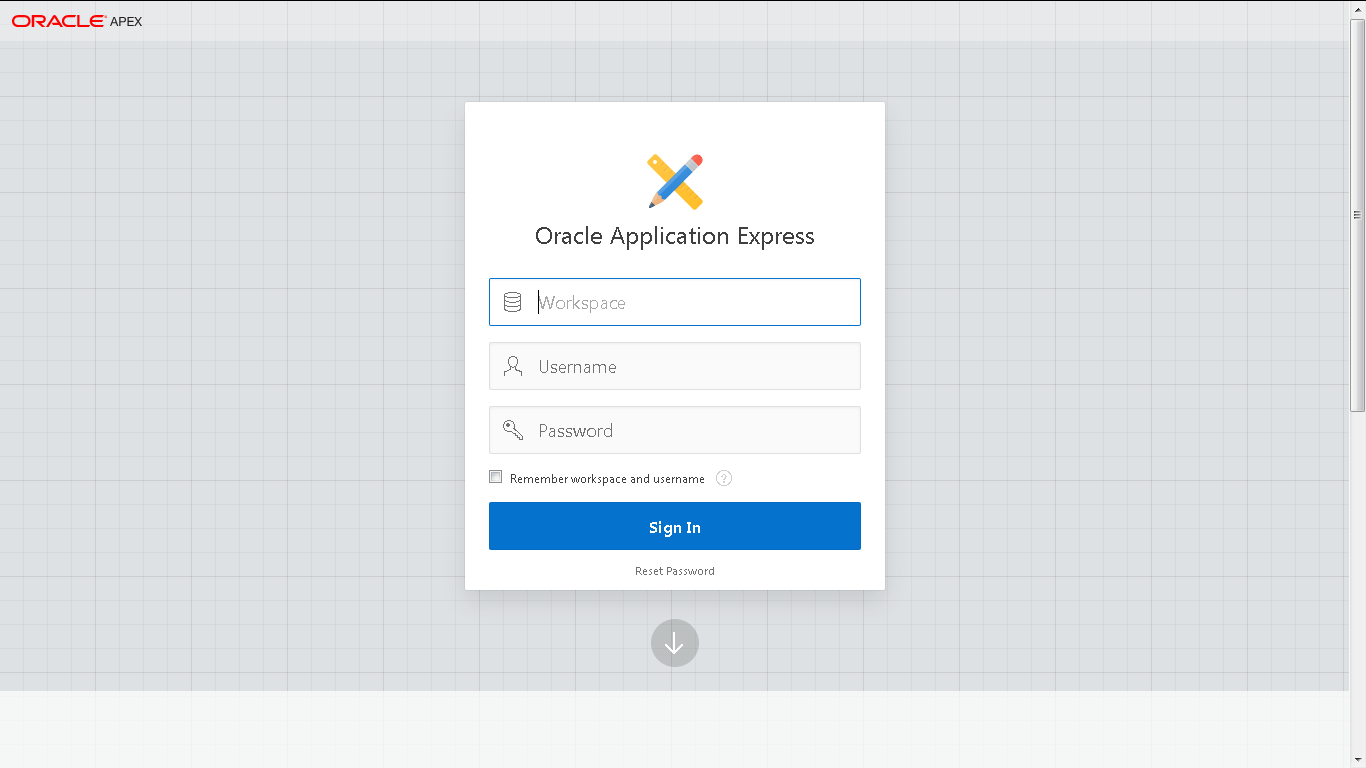 ORACLE APEX
Oracle Application Express
Workspace
Username
Password
Remember workspace and username ?
Sign In
Reset Password